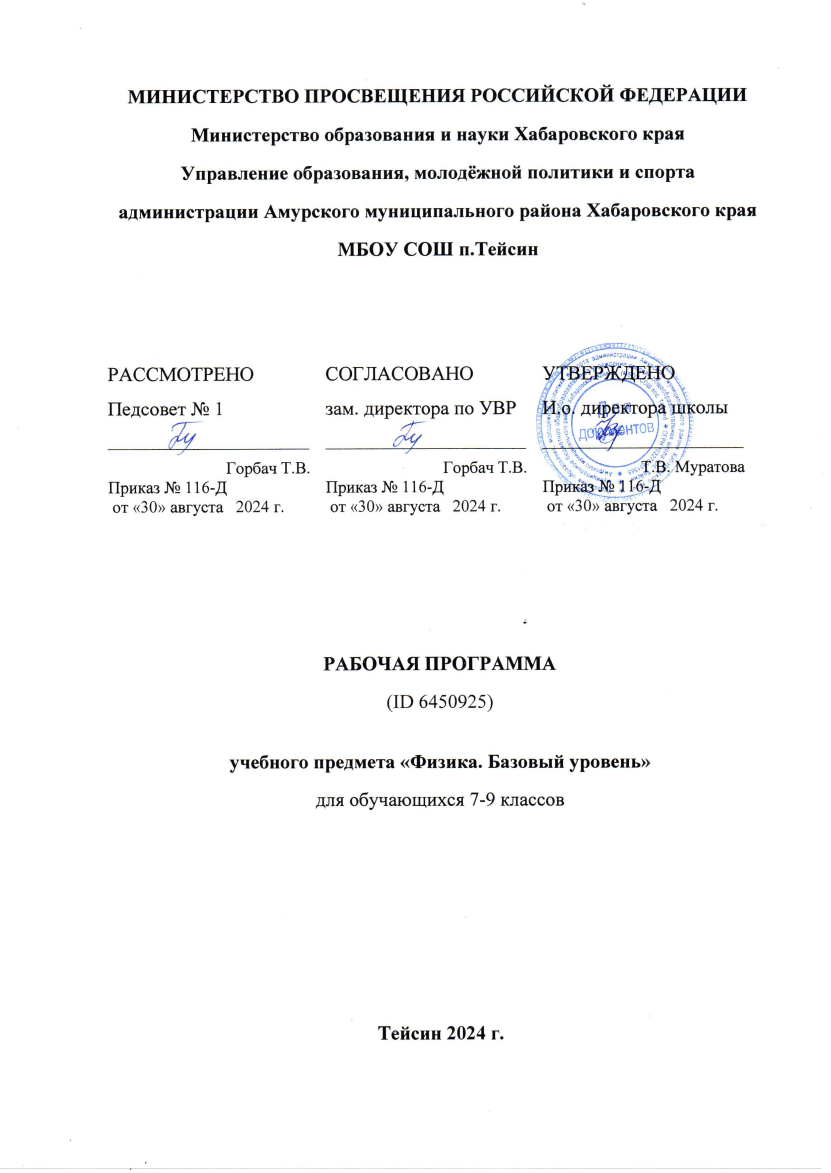 МИНИСТЕРСТВО ПРОСВЕЩЕНИЯ РОССИЙСКОЙ ФЕДЕРАЦИИ
Министерство образования и науки Хабаровского края
Управление образования, молодёжной политики и спорта
администрации Амурского муниципального района Хабаровского края
МБОУ СОШ п.Тейсин
РАССМОТРЕНО
Педсовет № 1
Горбач Т.В.
Приказ № 116-Д
от «30» августа 2024 г.
СОГЛАСОВАНО
зам. директора по УВР
Горбач Т.В.
Приказ № 116-Д
от «30» августа 2024 г.
УТВЕРЖДЕНО
И.о. директора школы
Для
документов
Т.В. Муратова
Приказ № 116-Д
от «30» августа 2024 г.
РАБОЧАЯ ПРОГРАММА
(ID 6450925)
учебного предмета «Физика. Базовый уровень»
для обучающихся 7-9 классов
Тейсин 2024 г.